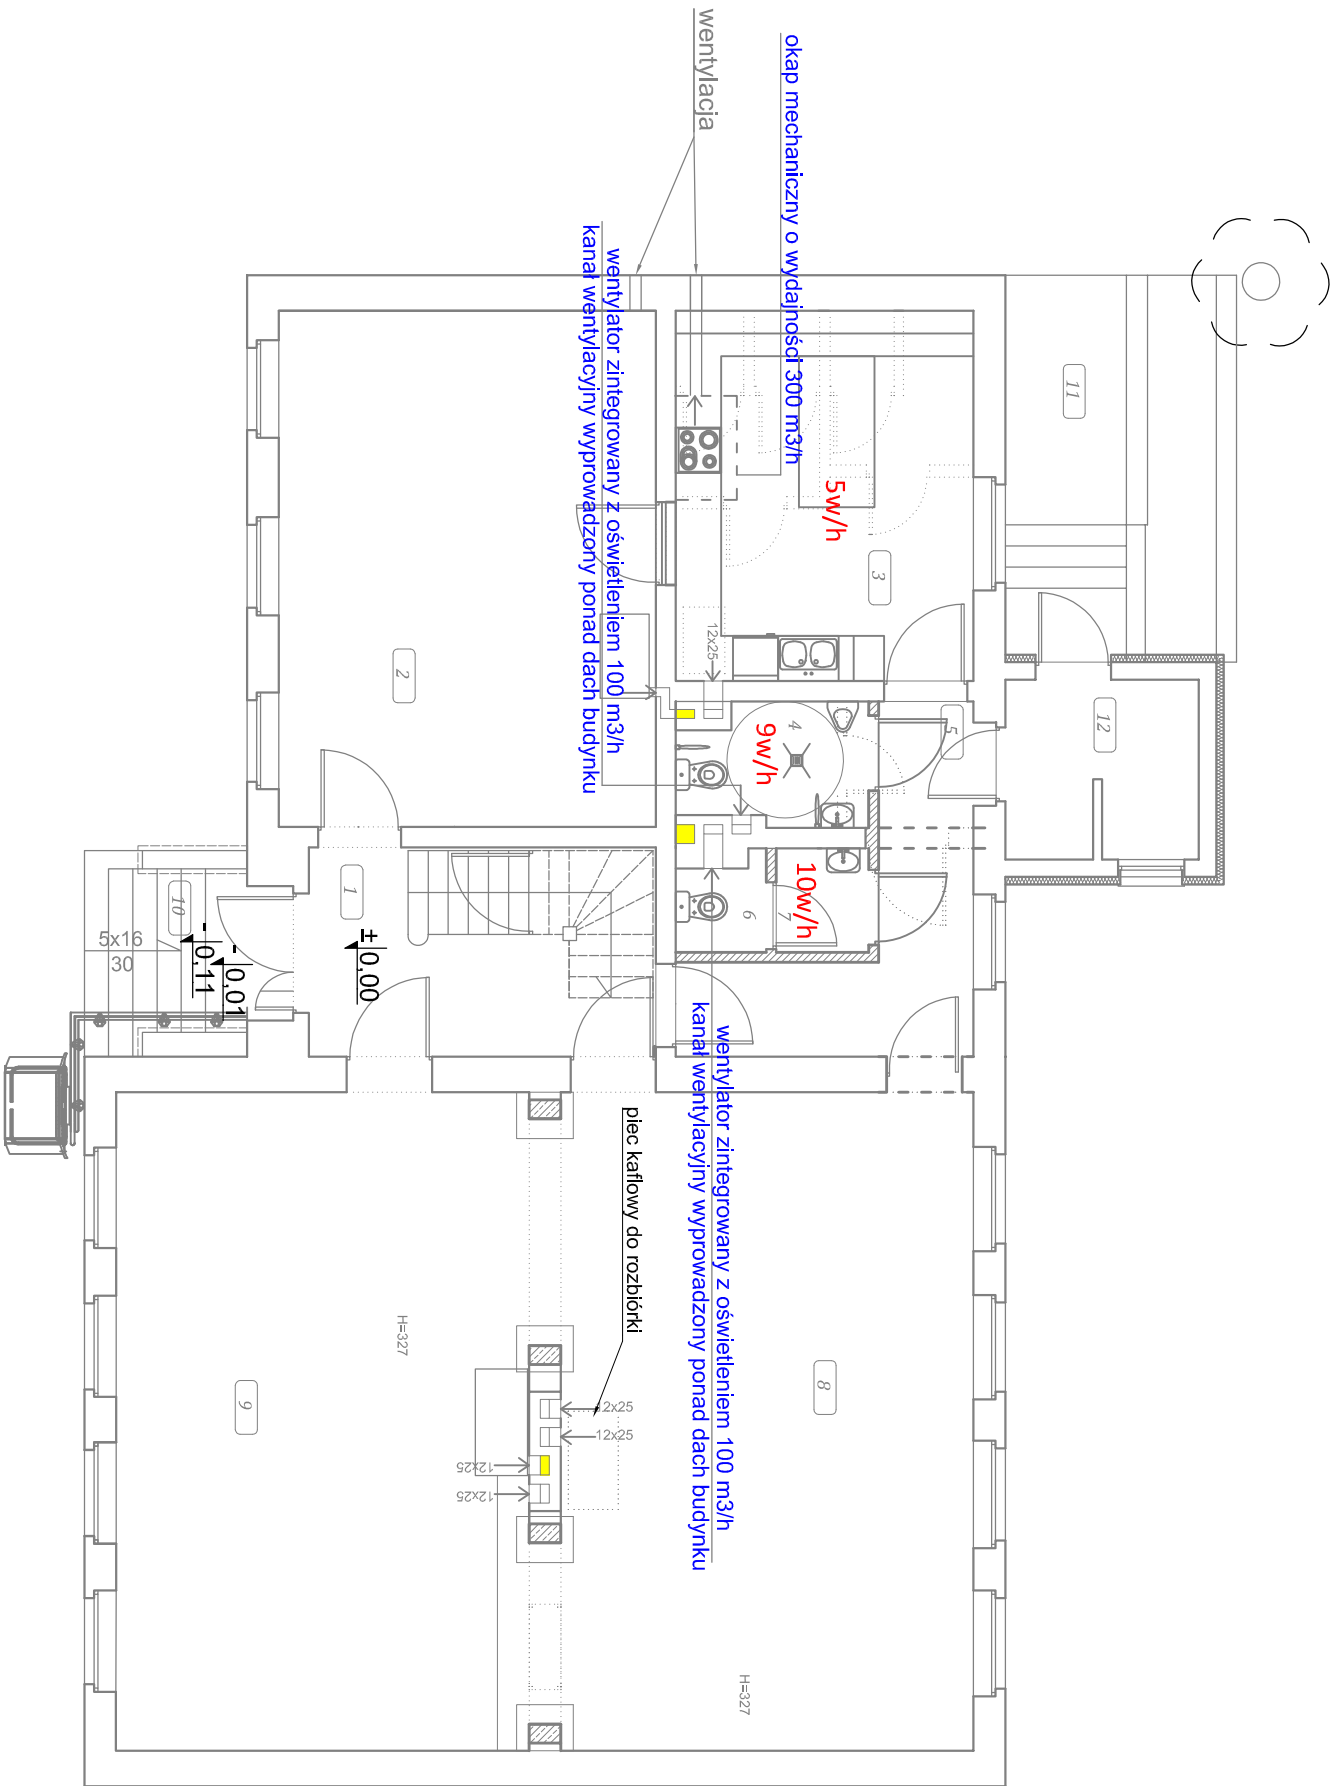 wentylacja
okap mechaniczny o wydajności 300 m3/h
wentylator zintegrowany z oświetleniem 100 m3/h
kanał wentylacyjny wyprowadzony ponad dach budynku
11
5w/h
3
12x25
2
4
9w/h
5
12
10w/h
6
7
1
10
5x16
30
-0,11
-0,01
±0,00
wentylator zintegrowany z oświetleniem 100 m3/h
kanał wentylacyjny wyprowadzony ponad dach budynku
piec kaflowy do rozbiórki
H=327
9
8
12x25
12x25
12x25
12x25
H=327